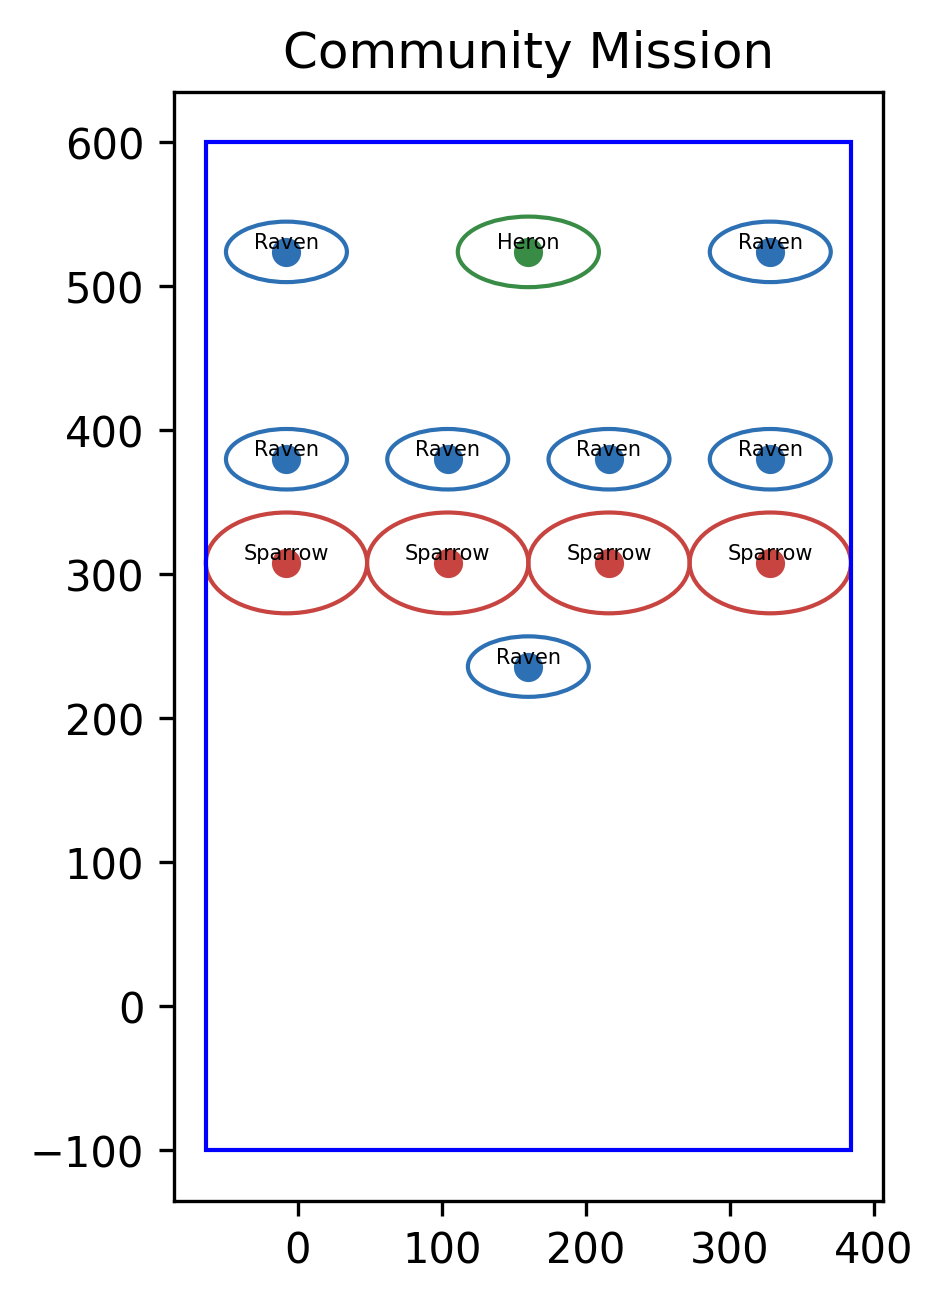 Community Mission
600
Raven Heron Raven
500
400
Raven Raven Raven Raven
Sparrow Sparrow Sparrow Sparrow
300
Raven
200
100
0
−100
0 100 200 300 400